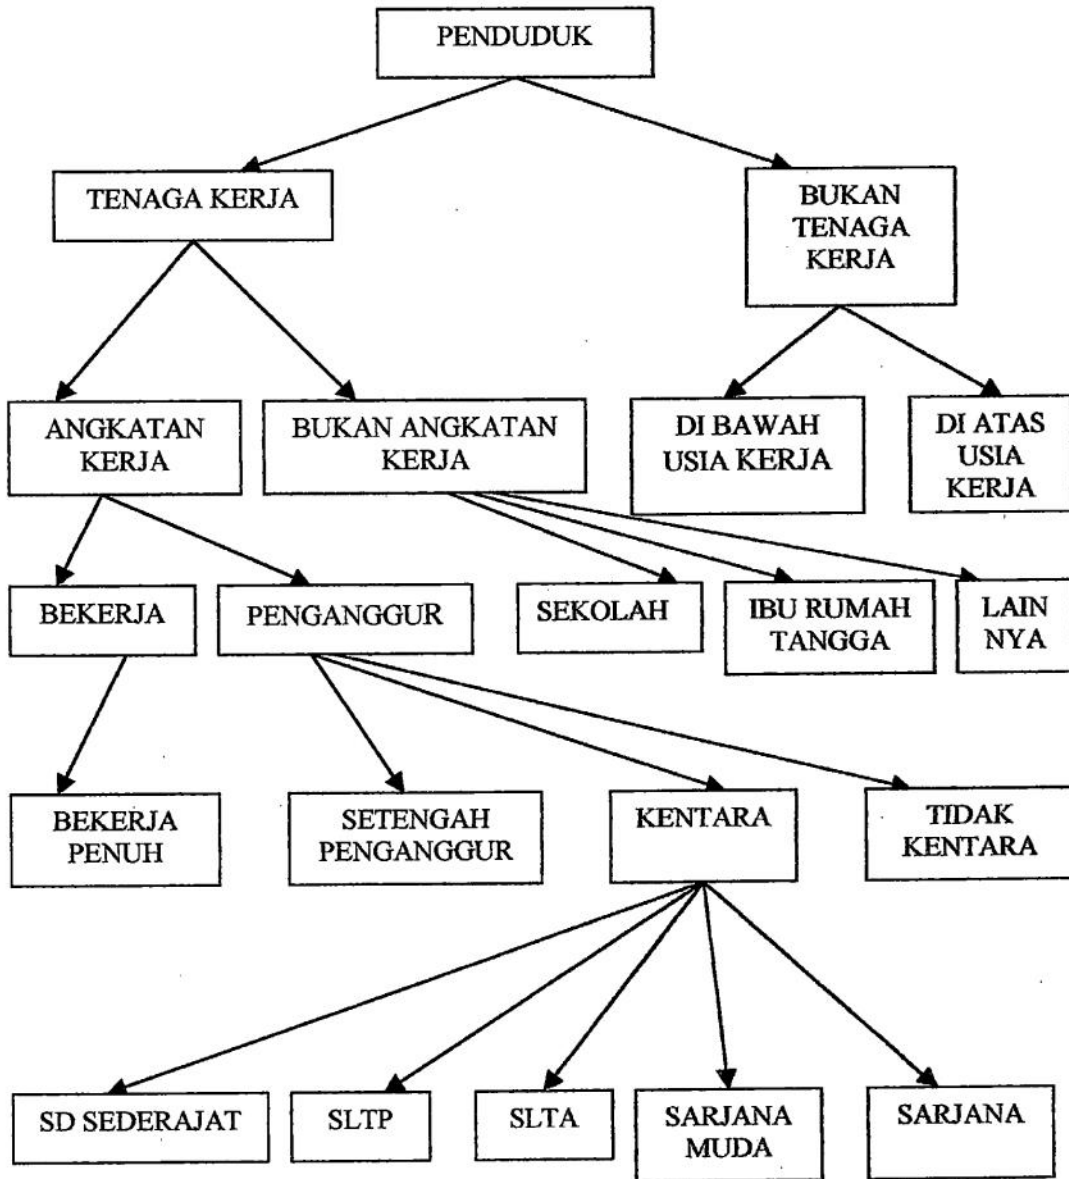 PENDUDUK
TENAGA KERJA
BUKAN
TENAGA
KERJA
ANGKATAN
KERJA
BUKAN ANGKATAN
KERJA
DI BAWAH
USIA KERJA
DI ATAS
USIA
KERJA
BEKERJA
PENGANGGUR
SEKOLAH
IBU RUMAH
TANGGA
LAIN
NYA
BEKERJA
PENUH
SETENGAH
PENGANGGUR
KENTARA
TIDAK
KENTARA
SD SEDERAJAT
SLTP
SLTA
SARJANA
MUDA
SARJANA